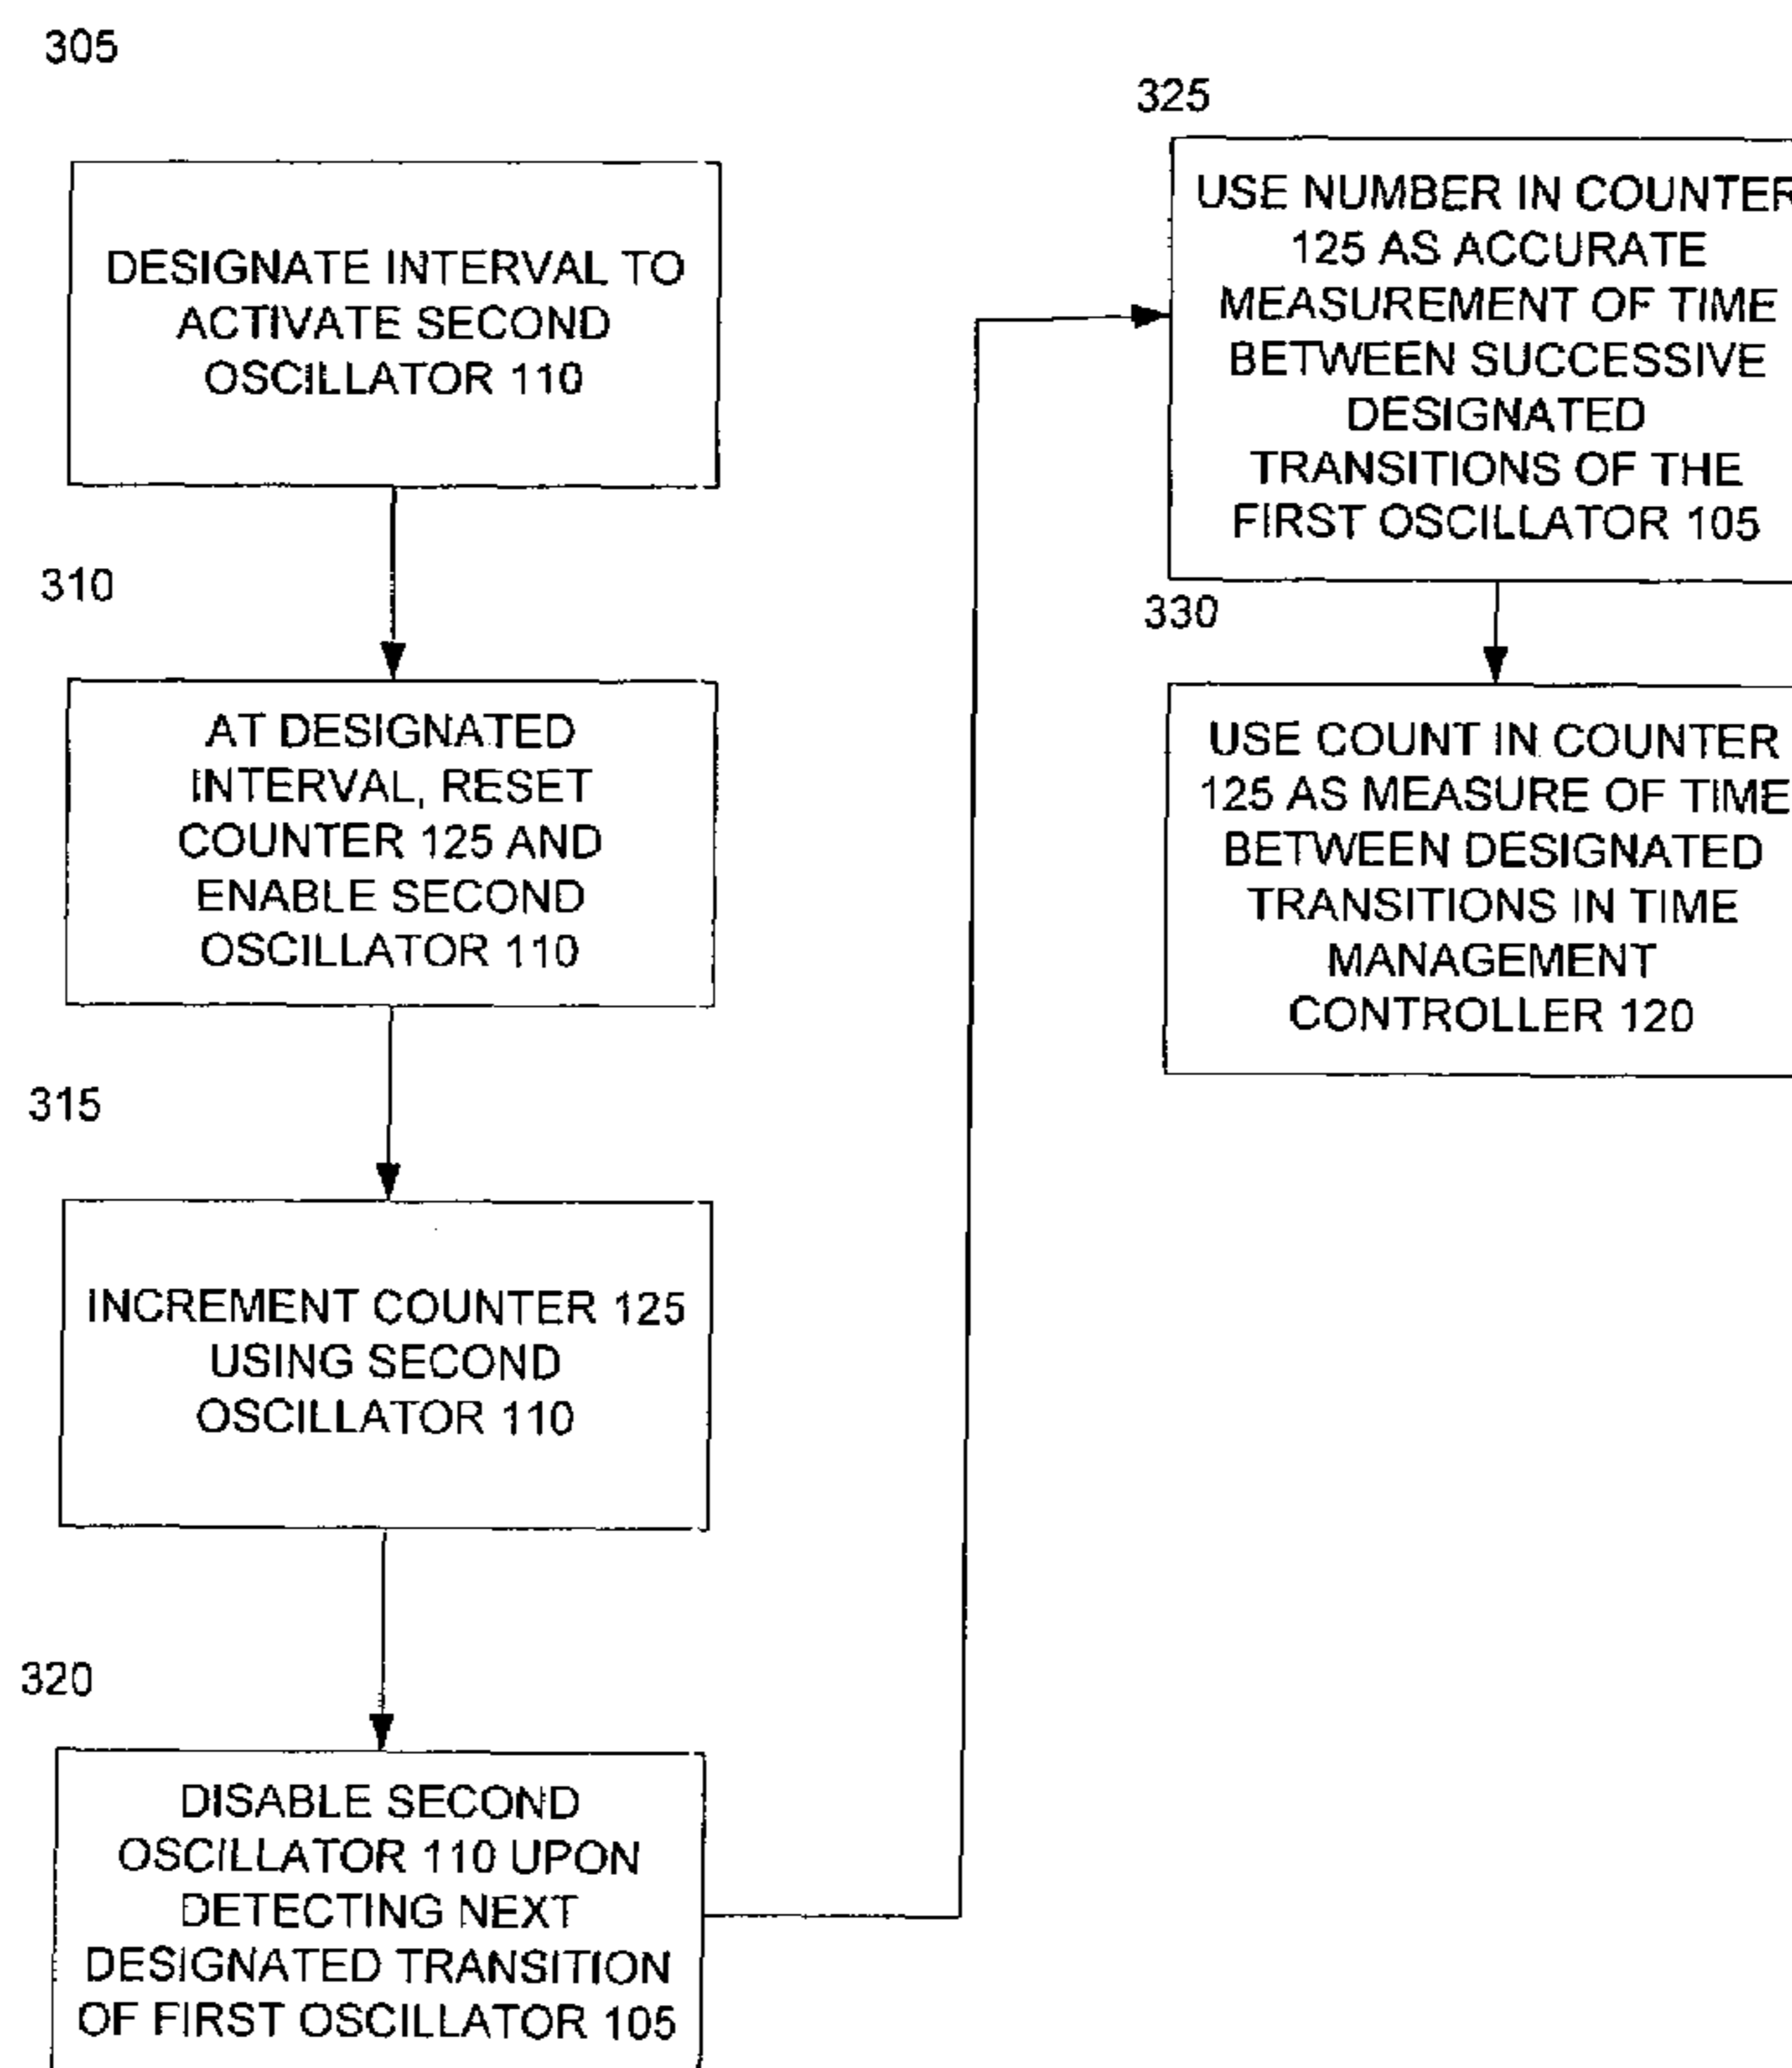 305
DESIGNATE INTERVAL TO
ACTIVATE SECOND
OSCILLATOR 110
310
AT DESIGNATED
INTERVAL, RESET
COUNTER 125 AND
ENABLE SECOND
OSCILLATOR 110
315
INCREMENT COUNTER 125
USING SECOND
OSCILLATOR 110
320
DISABLE SECOND
OSCILLATOR 110 UPON
DETECTING NEXT
DESIGNATED TRANSITION
OF FIRST OSCILLATOR 105
325
USE NUMBER IN COUNTER
125 AS ACCURATE
MEASUREMENT OF TIME
BETWEEN SUCCESSIVE
DESIGNATED
TRANSITIONS OF THE
FIRST OSCILLATOR 105
330
USE COUNT IN COUNTER
125 AS MEASURE OF TIME
BETWEEN DESIGNATED
TRANSITIONS IN TIME
MANAGEMENT
CONTROLLER 120